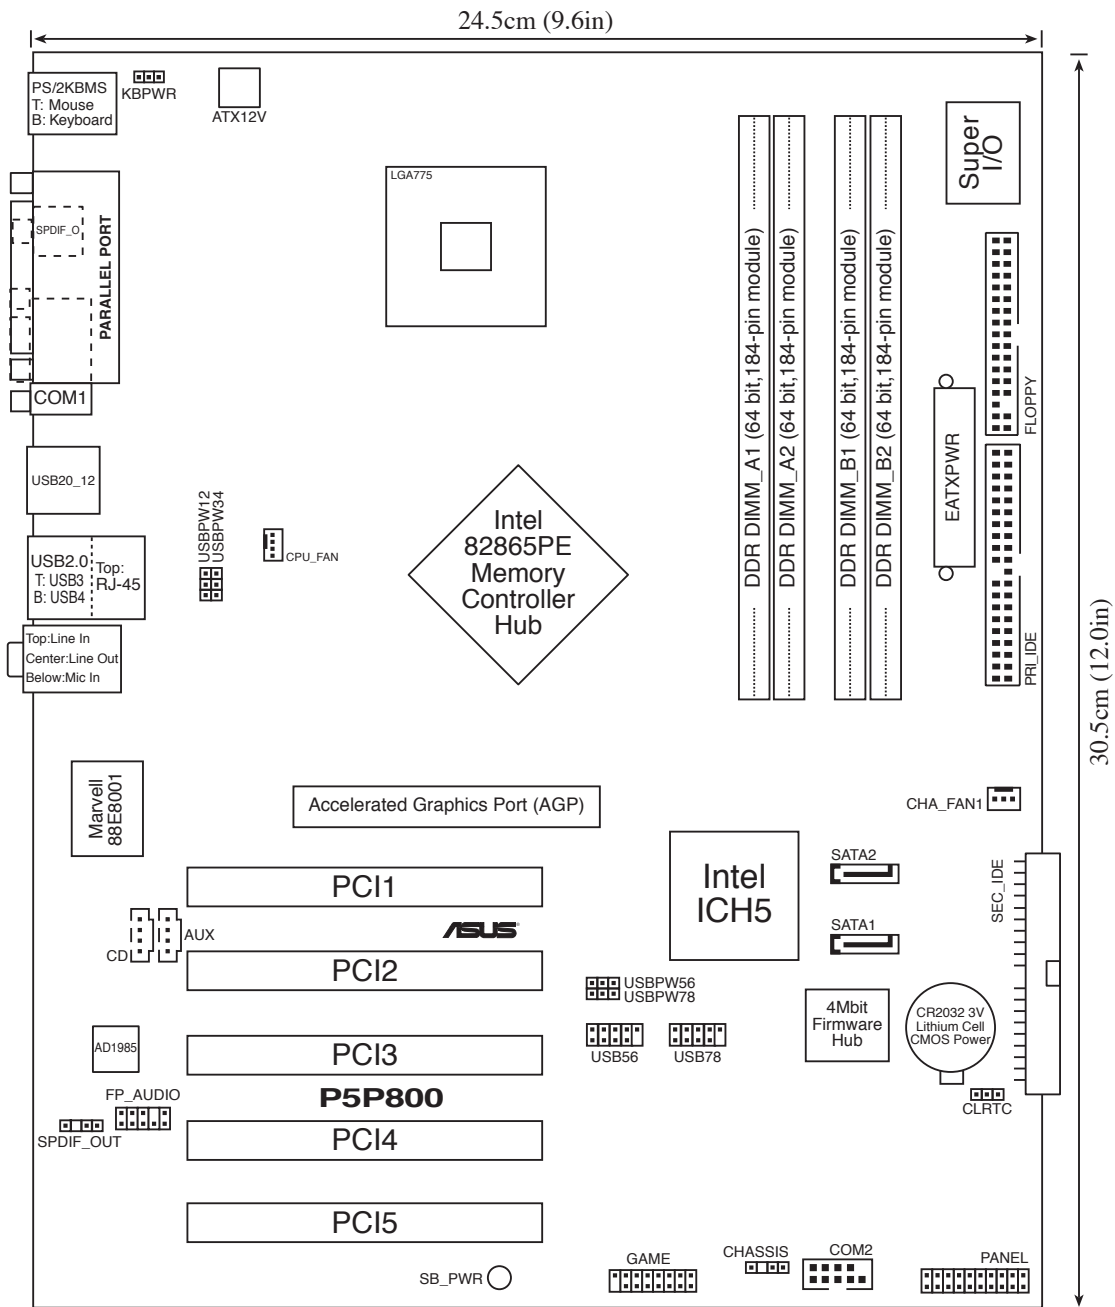 24.5cm (9.6in)
PS/2KBMS
T: Mouse
B: Keyboard
KBPWR
ATX12V
Super
I/O
LGA775
SPDIF_O
PARALLEL PORT
COM1
DDR DIMM_A1 (64 bit,184-pin module)
DDR DIMM_A2 (64 bit,184-pin module)
DDR DIMM_B1 (64 bit,184-pin module)
DDR DIMM_B2 (64 bit,184-pin module)
FLOPPY
EATXPWR
PRI_IDE
30.5cm (12.0in)
USB20_12
USBPW12
USBPW34
CPU_FAN
Intel
82865PE
Memory
Controller
Hub
USB2.0
T: USB3
B: USB4
Top:
RJ-45
Top:Line In
Center:Line Out
Below:Mic In
Marvell
88E8001
Accelerated Graphics Port (AGP)
CHA_FAN1
PCI1
Intel
ICH5
SATA2
SATA1
SEC_IDE
CD
AUX
ASUS
PCI2
USBPW56
USBPW78
USB56
USB78
4Mbit
Firmware
Hub
CR2032 3V
Lithium Cell
CMOS Power
CLRTC
AD1985
PCI3
FP_AUDIO
P5P800
SPDIF_OUT
PCI4
PCI5
SB_PWR
GAME
CHASSIS
COM2
PANEL